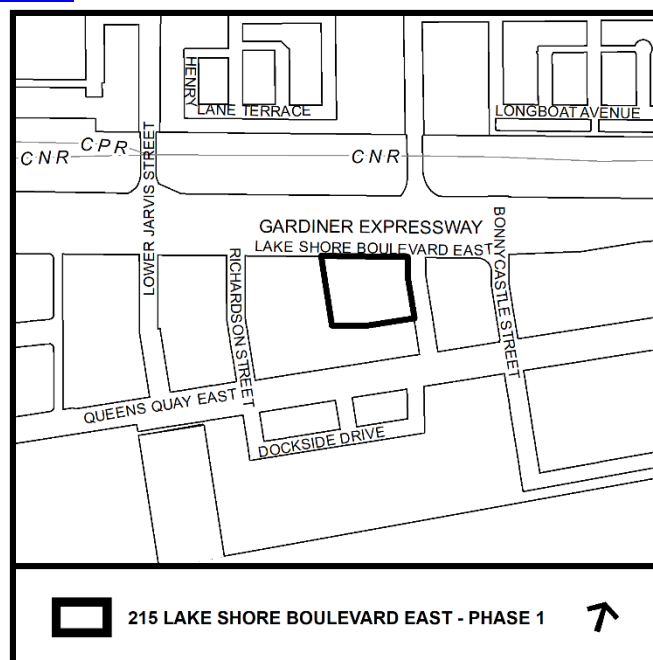 HENRY
LANE TERRACE
LONGBOAT AVENUE
CNR
CPR
CNR
LOWER JARVIS STREET
GARDINER EXPRESSWAY
LAKE SHORE BOULEVARD EAST
BONNYCASTLE STREET
RICHARDSON STREET
QUEENS QUAY EAST
DOCKSIDE DRIVE
215 LAKE SHORE BOULEVARD EAST - PHASE 1